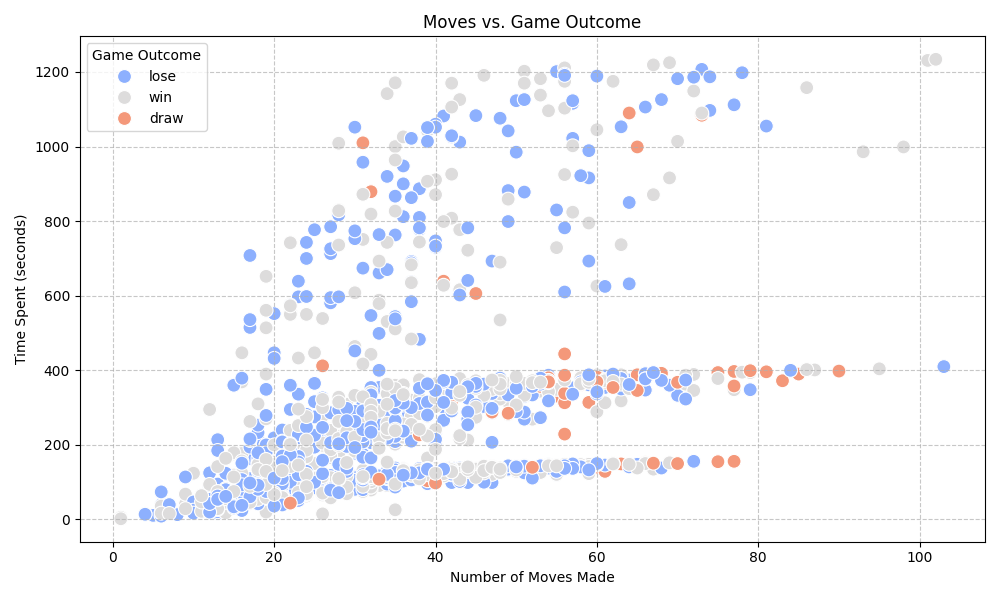 Moves vs. Game Outcome
Game Outcome
lose
win
draw
Time Spent (seconds)
1200
1000
800
600
400
200
0
0 20 40 60 80 100
Number of Moves Made